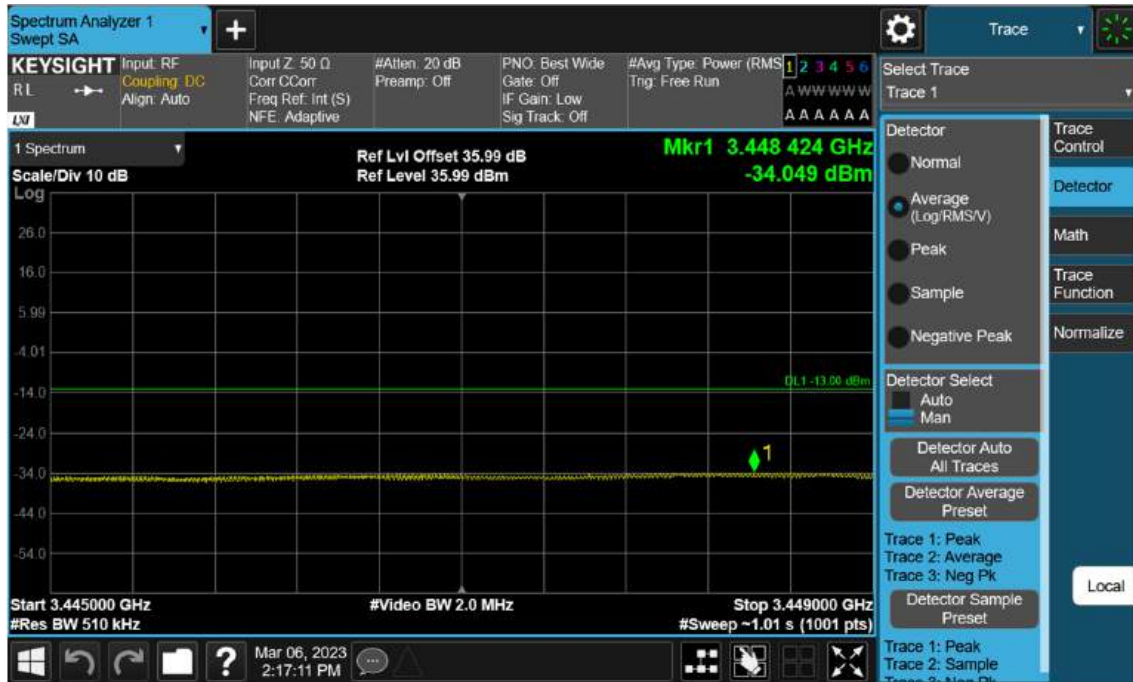 Spectrum Analyzer 1
Swept SA
Trace
KEYSIGHT
RL
LXI
Input: RF
Coupling: DC
Align: Auto
Input Z: 50 Ω
Corr CCorr
Freq Ref: Int (S)
NFE: Adaptive
#Atten: 20 dB
Preamp: Off
PNO: Best Wide
Gate: Off
IF Gain: Low
Sig Track: Off
#Avg Type: Power (RMS
Trig: Free Run
1 2 3 4 5 6
A W W W W W
A A A A A A
Select Trace
Trace 1
1 Spectrum
Scale/Div 10 dB
Log
Ref Lvl Offset 35.99 dB
Ref Level 35.99 dBm
Mkr1 3.448 424 GHz
-34.049 dBm
26.0
16.0
5.99
-4.01
-14.0
-24.0
-34.0
-44.0
-54.0
DL1 -13.00 dBm
1
Start 3.445000 GHz
#Res BW 510 kHz
#Video BW 2.0 MHz
Stop 3.449000 GHz
#Sweep ~1.01 s (1001 pts)
Detector
Normal
Average
(Log/RMS/V)
Peak
Sample
Negative Peak
Detector Select
Auto
Man
Detector Auto
All Traces
Detector Average
Preset
Trace 1: Peak
Trace 2: Average
Trace 3: Neg Pk
Detector Sample
Preset
Trace 1: Peak
Trace 2: Sample
Trace 3: Neg Pk
Trace
Control
Detector
Math
Trace
Function
Normalize
Local
?
Mar 06, 2023
2:17:11 PM